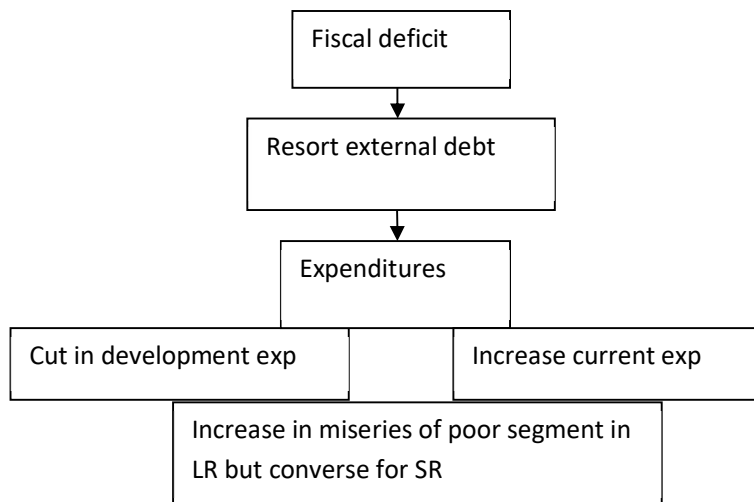 Fiscal deficit
Resort external debt
Expenditures
Cut in development exp
Increase current exp
Increase in miseries of poor segment in
LR but converse for SR